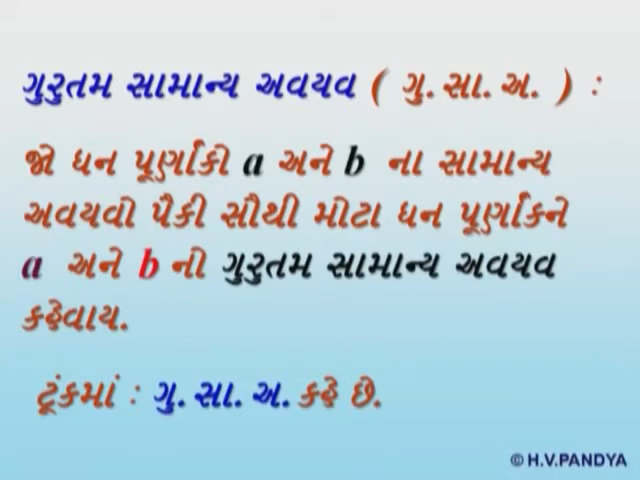 ગુરુતમ સામાન્ય અવયવ ( ગુ. સા. અ. ) :
જો ધન પૂર્ણાંકો a અને b ના સામાન્ય
અવયવો પૈકી સૌથી મોટા ધન પૂર્ણાંકને
a અને b નો ગુરુતમ સામાન્ય અવયવ
કહેવાય.
ટૂંકમાં : ગુ. સા. અ. કહે છે.
© H.V.PANDYA